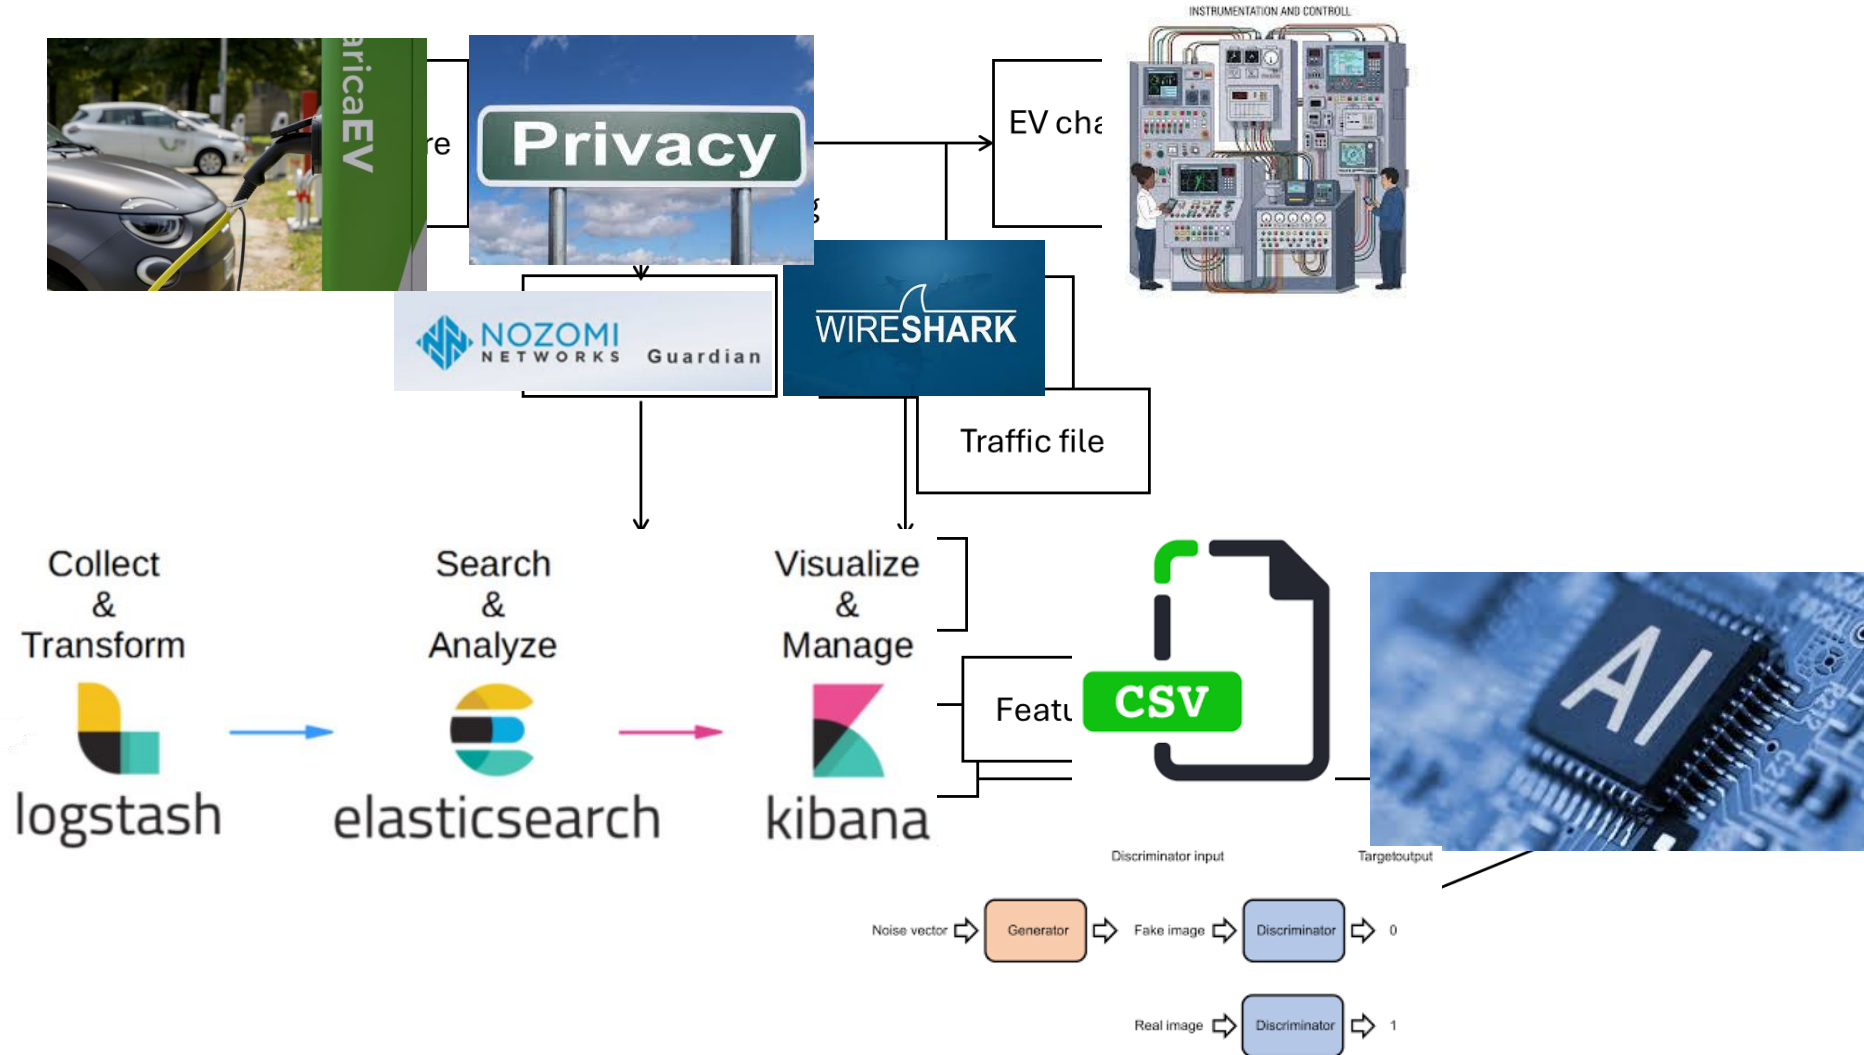 INSTRUMENTATION AND CONTROLL
aricaEV
re
Privacy
EV cha
g
NOZOMI
NETWORKS Guardian
WIRESHARK
Traffic file
Collect
&
Transform
Search
&
Analyze
Visualize
&
Manage
logstash
elasticsearch
kibana
Featu
CSV
AI
Discriminator input
Targetoutput
Noise vector
Generator
Fake image
Discriminator
0
Real image
Discriminator
1